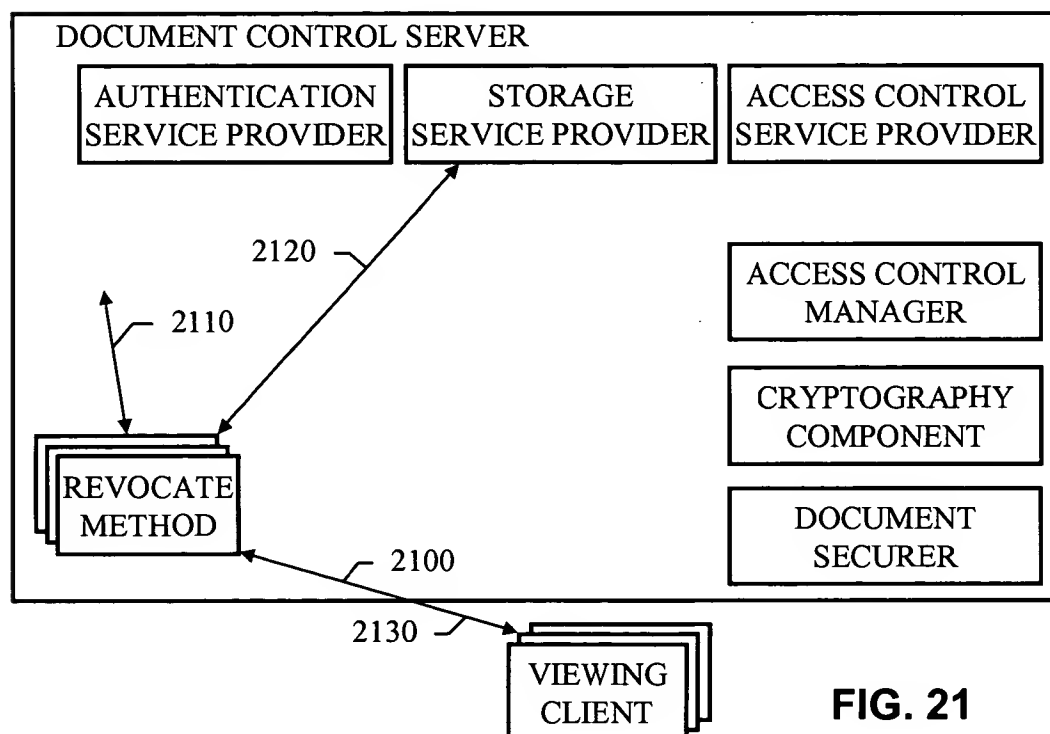 DOCUMENT CONTROL SERVER
AUTHENTICATION
SERVICE PROVIDER
STORAGE
SERVICE PROVIDER
ACCESS CONTROL
SERVICE PROVIDER
2120
ACCESS CONTROL
MANAGER
2110
CRYPTOGRAPHY
COMPONENT
REVOCATE
METHOD
DOCUMENT
SECURER
2100
2130
VIEWING
CLIENT
FIG. 21